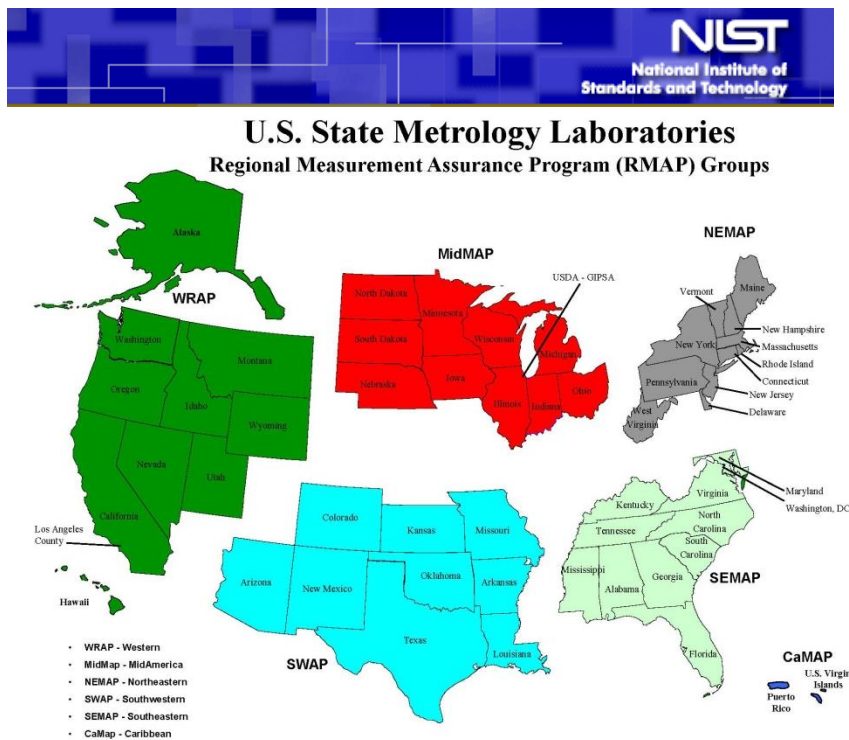 NIST
National Institute of
Standards and Technology
U.S. State Metrology Laboratories
Regional Measurement Assurance Program (RMAP) Groups
Alaska
WRAP
Washington
Montana
Oregon
Idaho
Wyoming
Nevada
Utah
California
Los Angeles
County
Hawaii
MidMAP
USDA - GIPSA
North Dakota
Minnesota
South Dakota
Wisconsin
Michigan
Nebraska
Iowa
Illinois
Indiana
Ohio
NEMAP
Vermont
Maine
New Hampshire
New York
Massachusetts
Rhode Island
Connecticut
Pennsylvania
New Jersey
Delaware
West
Virginia
Colorado
Kansas
Missouri
Arizona
New Mexico
Oklahoma
Arkansas
Texas
Louisiana
SWAP
Maryland
Washington, DC
Virginia
Kentucky
North
Carolina
Tennessee
South
Carolina
Mississippi
Alabama
Georgia
SEMAP
Florida
CaMAP
U.S. Virgin
Islands
Puerto
Rico
• WRAP - Western
• MidMap - MidAmerica
• NEMAP - Northeastern
• SWAP - Southwestern
• SEMAP - Southeastern
• CaMap - Caribbean